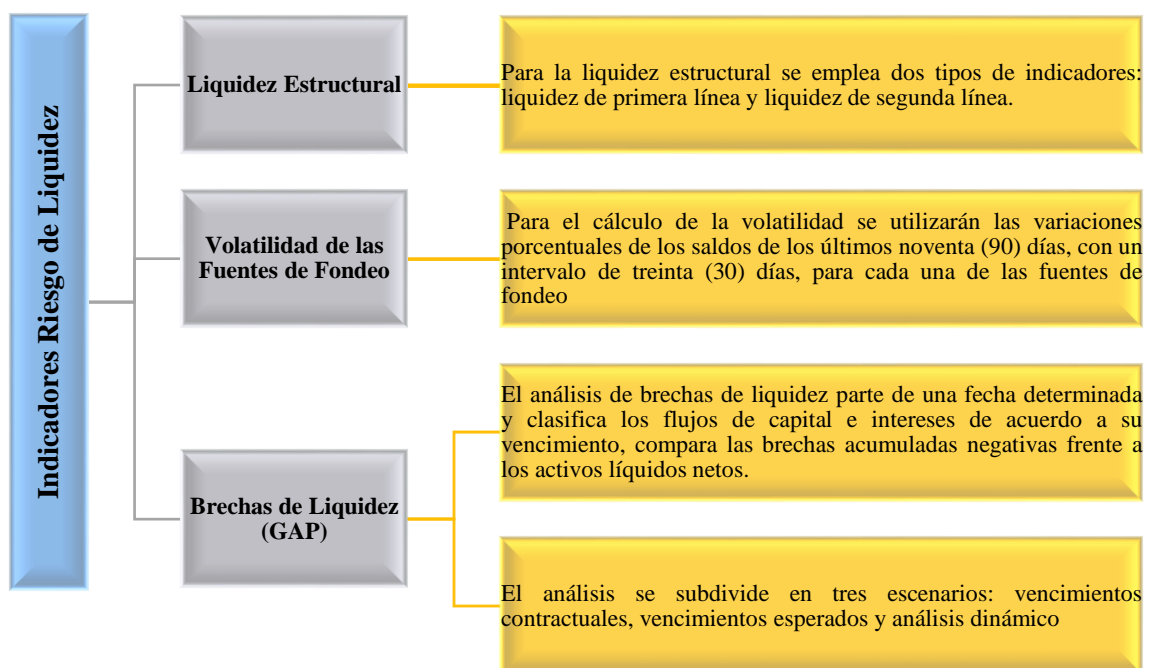 Indicadores Riesgo de Liquidez
Liquidez Estructural
Para la liquidez estructural se emplea dos tipos de indicadores:
liquidez de primera línea y liquidez de segunda línea.
Volatilidad de las
Fuentes de Fondeo
Para el cálculo de la volatilidad se utilizarán las variaciones
porcentuales de los saldos de los últimos noventa (90) días, con un
intervalo de treinta (30) días, para cada una de las fuentes de
fondeo
Brechas de Liquidez
(GAP)
El análisis de brechas de liquidez parte de una fecha determinada
y clasifica los flujos de capital e intereses de acuerdo a su
vencimiento, compara las brechas acumuladas negativas frente a
los activos líquidos netos.
El análisis se subdivide en tres escenarios: vencimientos
contractuales, vencimientos esperados y análisis dinámico